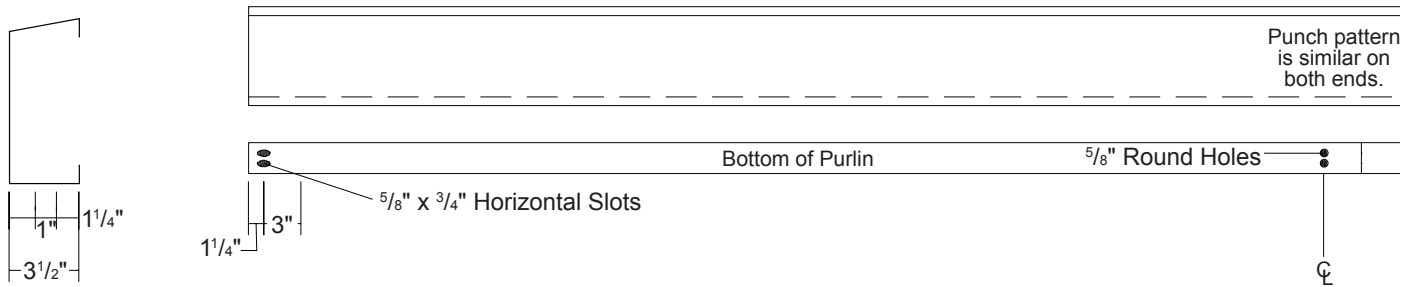 Punch pattern
is similar on
both ends.
Bottom of Purlin
5/8" Round Holes
5/8" x 3/4" Horizontal Slots
1" 1 1/4"
3"
1 1/4"
3 1/2"
℄